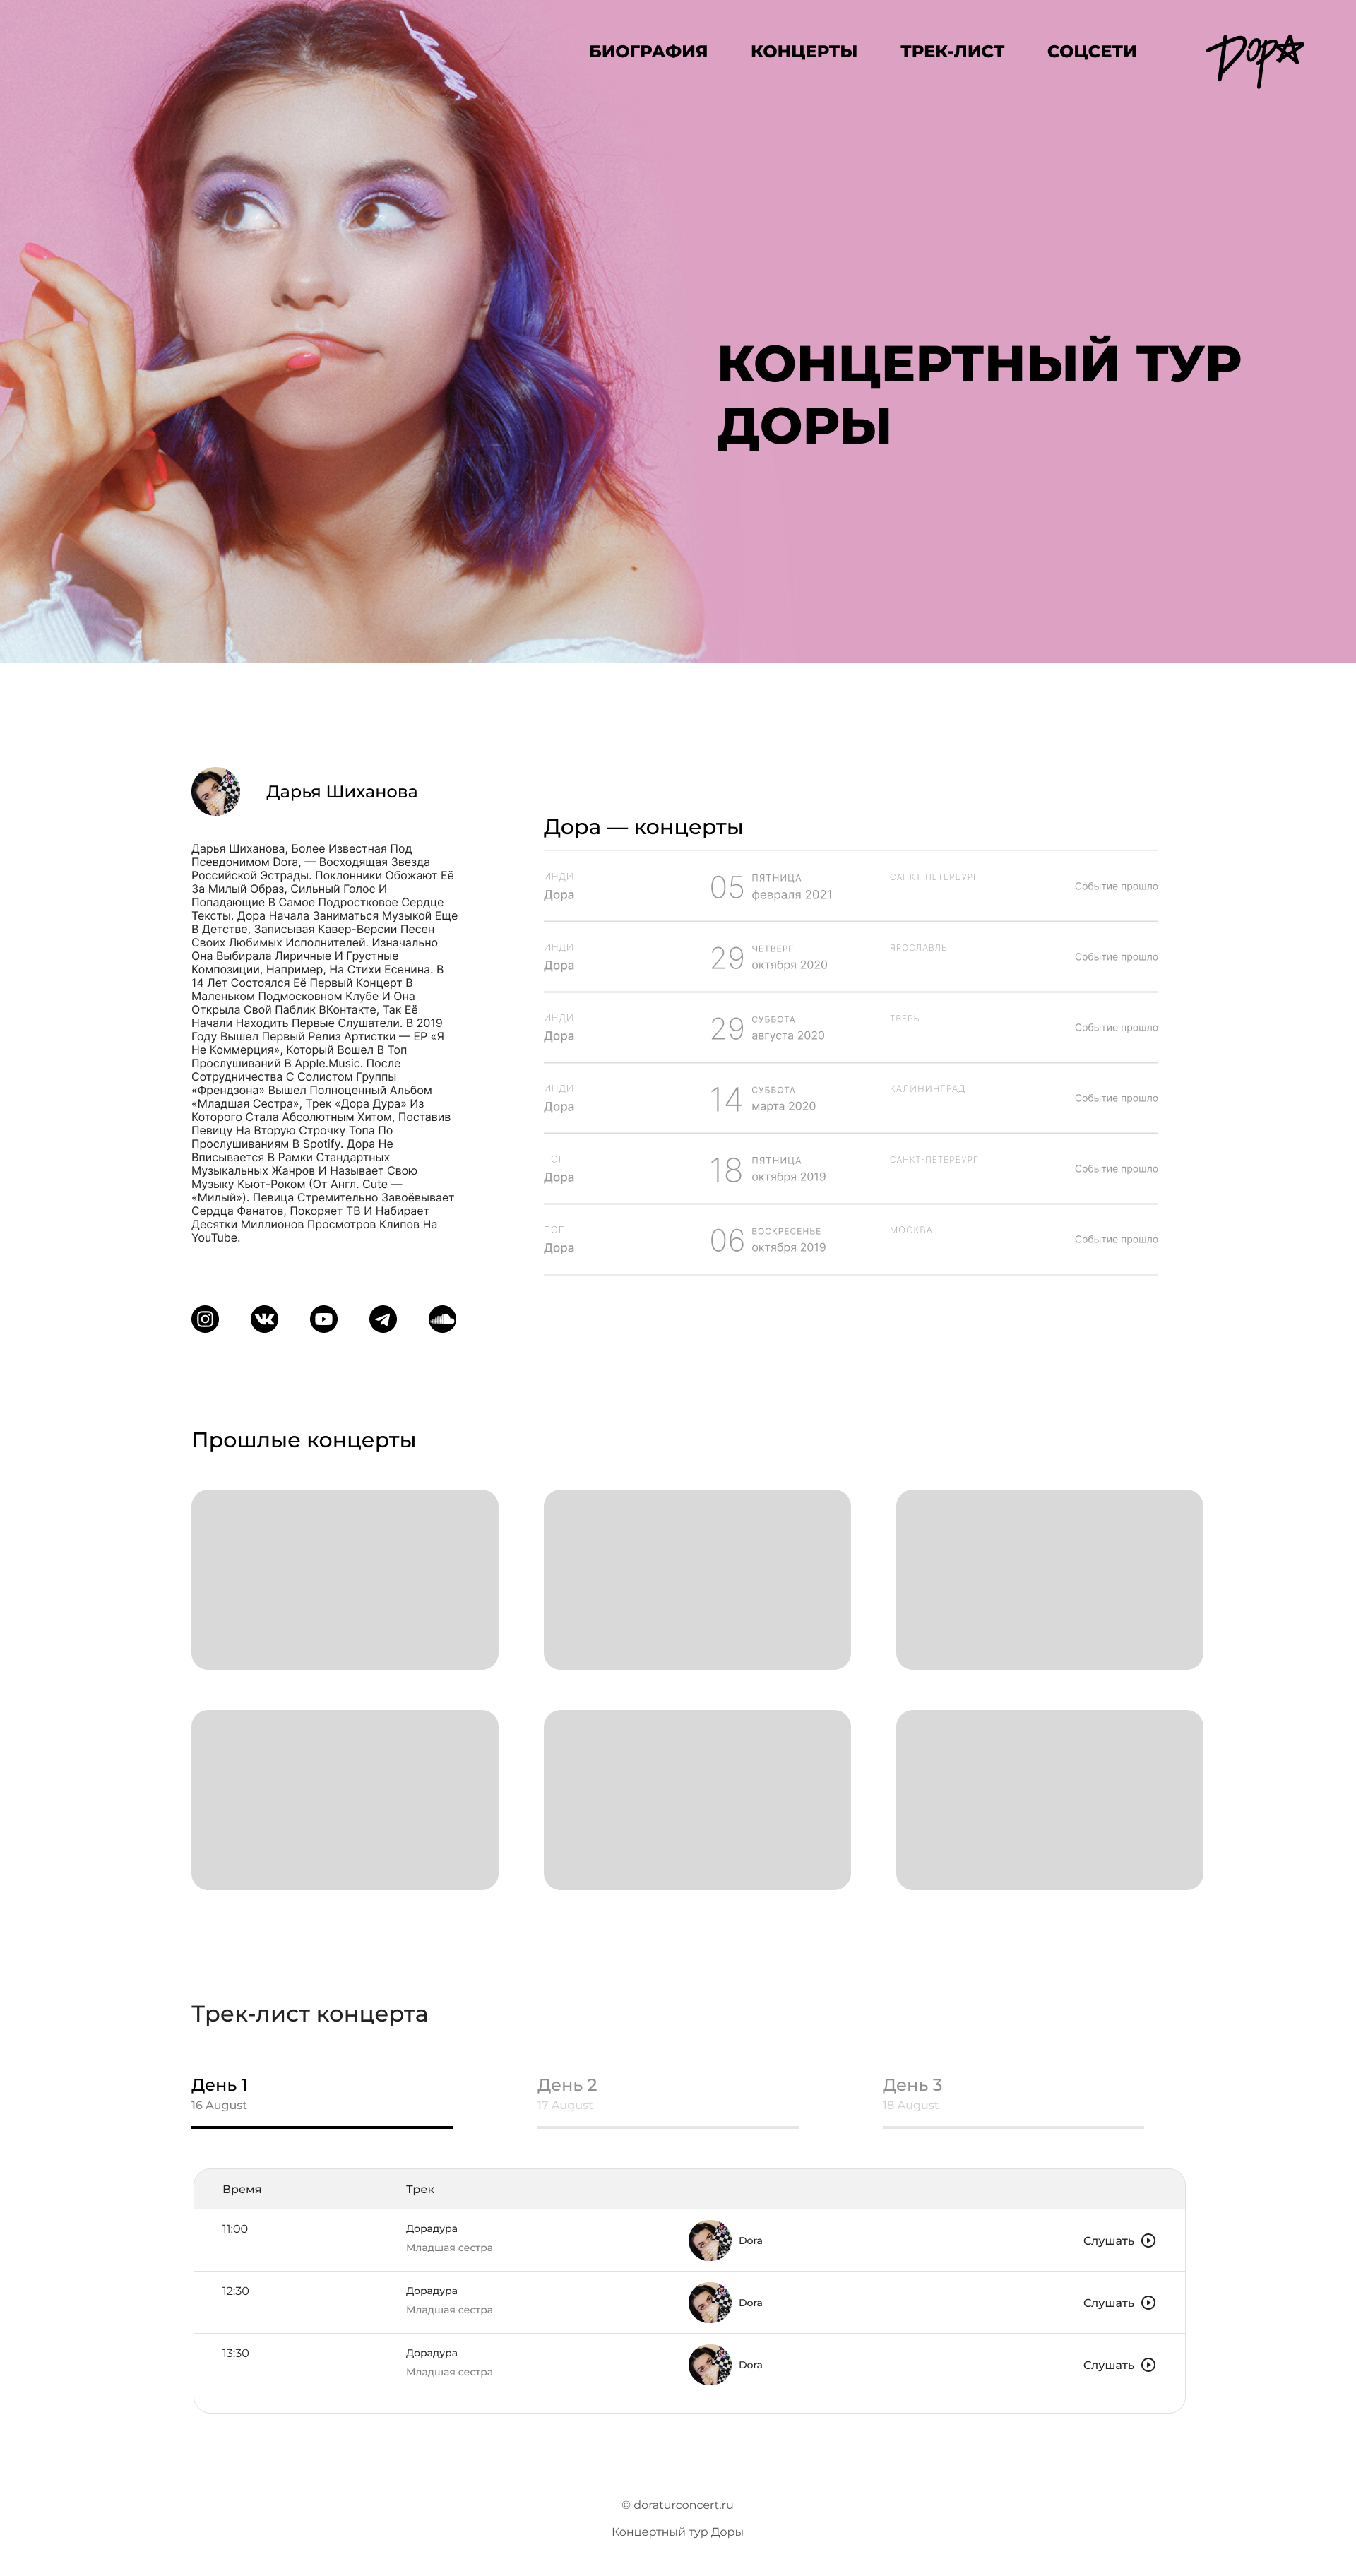 БИОГРАФИЯ КОНЦЕРТЫ ТРЕК-ЛИСТ СОЦСЕТИ Дора
КОНЦЕРТНЫЙ ТУР
ДОРЫ
Дарья Шиханова
Дарья Шиханова, Более Известная Под
Псевдонимом Dora, — Восходящая Звезда
Российской Эстрады. Поклонники Обожают Её
За Милый Образ, Сильный Голос И
Попадающие В Самое Подростковое Сердце
Тексты. Дора Начала Заниматься Музыкой Еще
В Детстве, Записывая Кавер-Версии Песен
Своих Любимых Исполнителей. Изначально
Она Выбирала Лиричные И Грустные
Композиции, Например, На Стихи Есенина. В
14 Лет Состоялся Её Первый Концерт В
Маленьком Подмосковном Клубе И Она
Открыла Свой Паблик ВКонтакте, Так Её
Начали Находить Первые Слушатели. В 2019
Году Вышел Первый Релиз Артистки — EP «Я
Не Коммерция», Который Вошел В Топ
Прослушиваний В Apple.Music. После
Сотрудничества С Солистом Группы
«Френдзона» Вышел Полноценный Альбом
«Младшая Сестра», Трек «Дора Дура» Из
Которого Стала Абсолютным Хитом, Поставив
Певицу На Вторую Строчку Топа По
Прослушиваниям В Spotify. Дора Не
Вписывается В Рамки Стандартных
Музыкальных Жанров И Называет Свою
Музыку Кьют-Роком (От Англ. Cute —
«Милый»). Певица Стремительно Завоёвывает
Сердца Фанатов, Покоряет ТВ И Набирает
Десятки Миллионов Просмотров Клипов На
YouTube.
Дора — концерты
ИНДИ 05 ПЯТНИЦА САНКТ-ПЕТЕРБУРГ
Дора февраля 2021 Событие прошло
ИНДИ 29 ЧЕТВЕРГ ЯРОСЛАВЛЬ
Дора октября 2020 Событие прошло
ИНДИ 29 СУББОТА ТВЕРЬ
Дора августа 2020 Событие прошло
ИНДИ 14 СУББОТА КАЛИНИНГРАД
Дора марта 2020 Событие прошло
ПОП 18 ПЯТНИЦА САНКТ-ПЕТЕРБУРГ
Дора октября 2019 Событие прошло
ПОП 06 ВОСКРЕСЕНЬЕ МОСКВА
Дора октября 2019 Событие прошло
Прошлые концерты
Трек-лист концерта
День 1 День 2 День 3
16 August 17 August 18 August
Время Трек
11:00 Дорадура
Младшая сестра Dora Слушать
12:30 Дорадура
Младшая сестра Dora Слушать
13:30 Дорадура
Младшая сестра Dora Слушать
© doraturconcert.ru
Концертный тур Доры